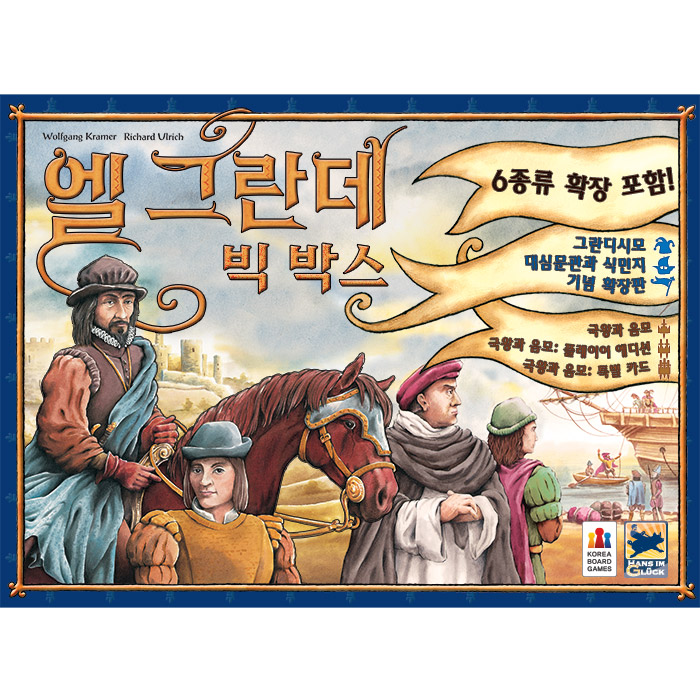 Wolfgang Kramer Richard Ulrich
엘 그란데
빅 박스
6종류 확장 포함!
그란디시모
대심문관과 식민지
기념 확장판
국왕과 음모
국왕과 음모: 플레이어 에디션
국왕과 음모: 특별 카드
KOREA
BOARD
GAMES
HANS IM
GLÜCK